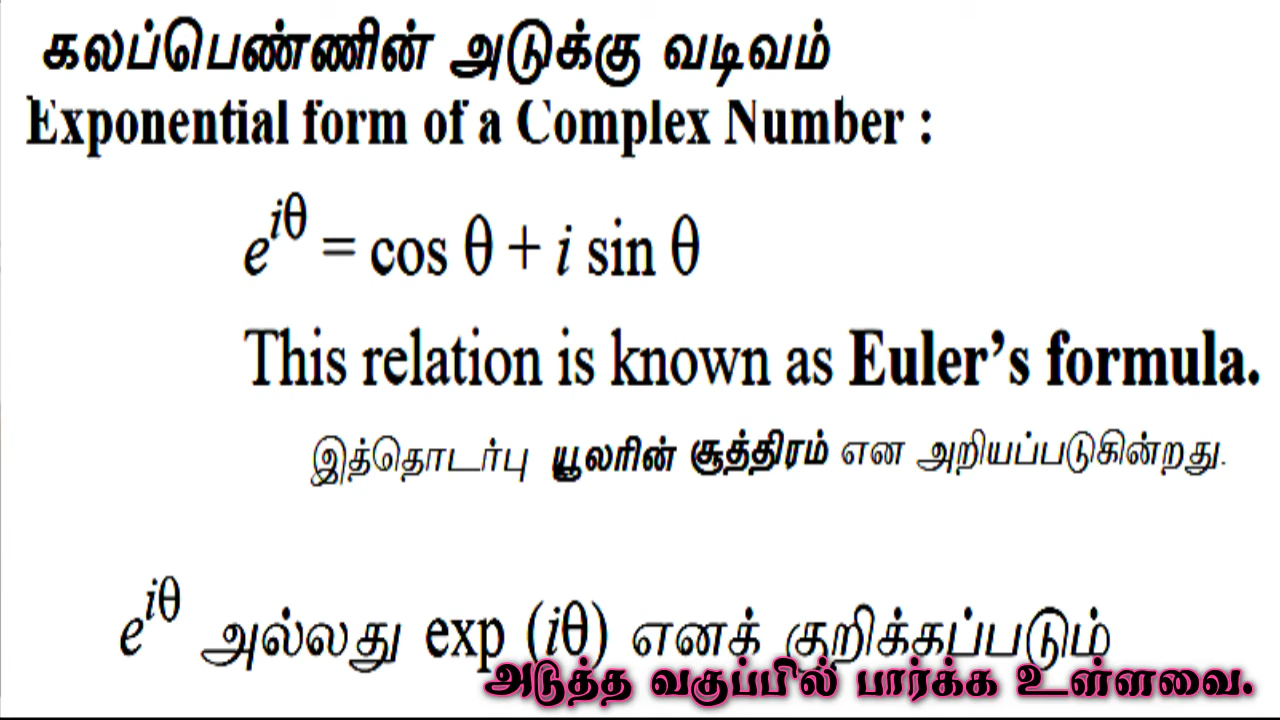 கலப்பெண்ணின் அடுக்கு வடிவம்
Exponential form of a Complex Number :
e^{iθ} = cos θ + i sin θ
This relation is known as Euler’s formula.
இத்தொடர்பு யூலரின் சூத்திரம் என அறியப்படுகின்றது.
e^{iθ} அல்லது exp (iθ) எனக் குறிக்கப்படும்
அடுத்த வகுப்பில் பார்க்க உள்ளவை.